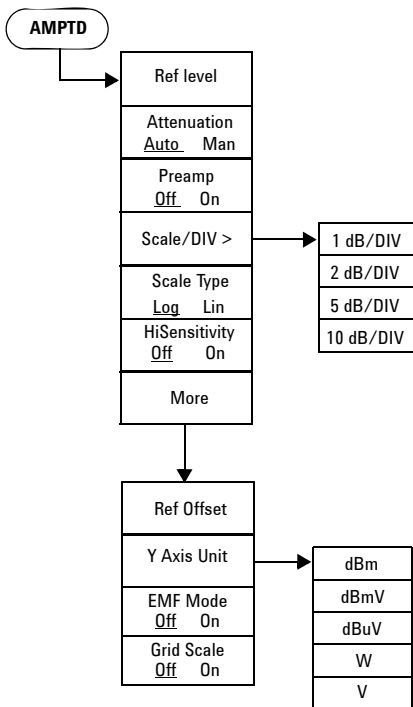 AMPTD
Ref level
Attenuation
Auto Man
Preamp
Off On
Scale/DIV >
Scale Type
Log Lin
HiSensitivity
Off On
More
1 dB/DIV
2 dB/DIV
5 dB/DIV
10 dB/DIV
Ref Offset
Y Axis Unit
EMF Mode
Off On
Grid Scale
Off On
dBm
dBmV
dBuV
W
V